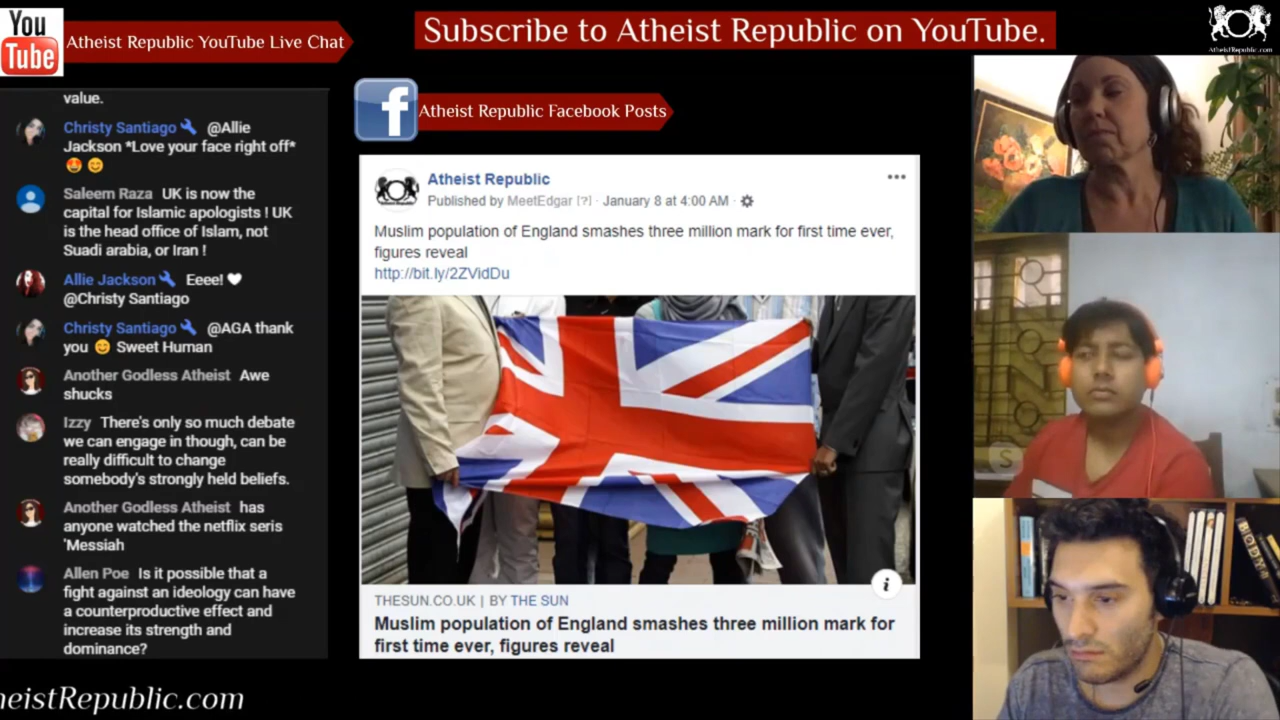 You
Tube
Atheist Republic YouTube Live Chat
Subscribe to Atheist Republic on YouTube.
AtheistRepublic.com
value.
Christy Santiago @Allie
Jackson *Love your face right off*
😍 😊
Saleem Raza UK is now the
capital for Islamic apologists ! UK
is the head office of Islam, not
Suadi arabia, or Iran !
Allie Jackson Eeee! 🤍
@Christy Santiago
Christy Santiago @AGA thank
you 😊 Sweet Human
Another Godless Atheist Awe
shucks
Izzy There's only so much debate
we can engage in though, can be
really difficult to change
somebody's strongly held beliefs.
Another Godless Atheist has
anyone watched the netflix seris
'Messiah
Allen Poe Is it possible that a
fight against an ideology can have
a counterproductive effect and
increase its strength and
dominance?
f
Atheist Republic Facebook Posts
Atheist Republic
Published by MeetEdgar [?] · January 8 at 4:00 AM ·
Muslim population of England smashes three million mark for first time ever,
figures reveal
http://bit.ly/2ZVidDu
i
THESUN.CO.UK | BY THE SUN
Muslim population of England smashes three million mark for
first time ever, figures reveal
S
heistRepublic.com